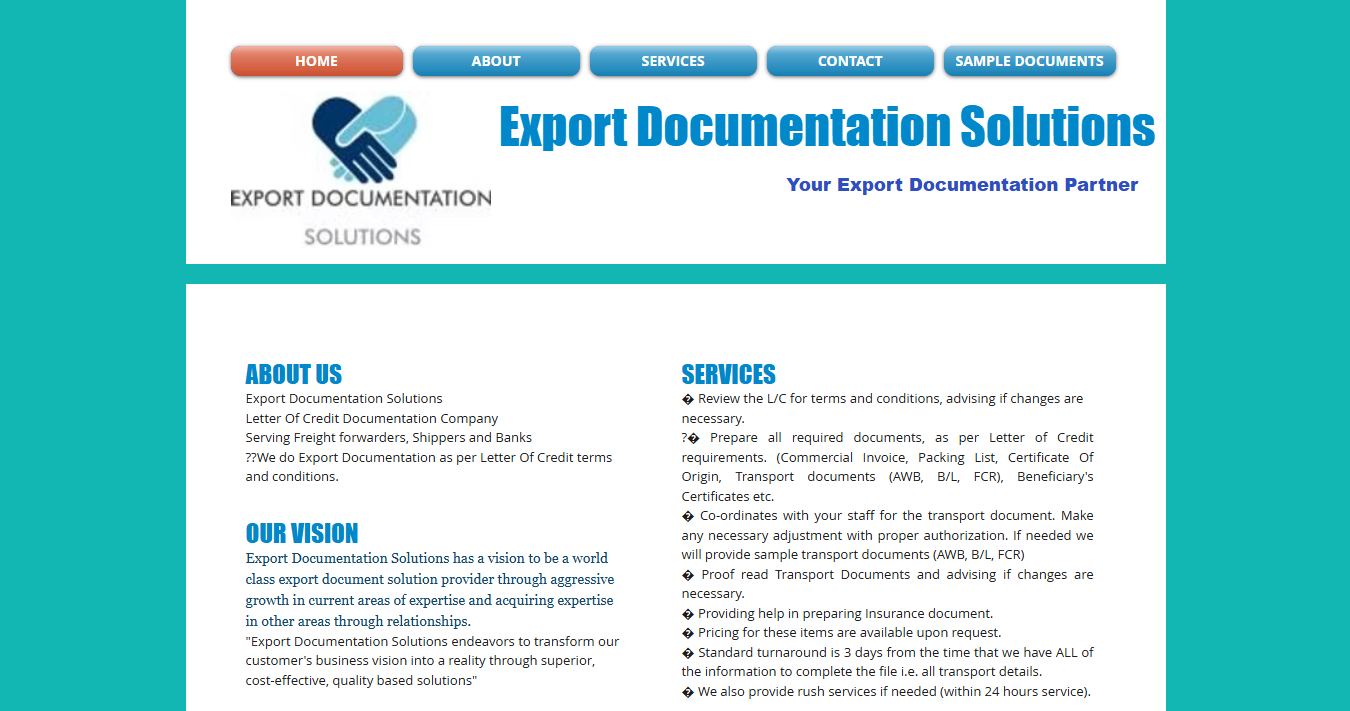 HOME ABOUT SERVICES CONTACT SAMPLE DOCUMENTS
EXPORT DOCUMENTATION
SOLUTIONS
Export Documentation Solutions
Your Export Documentation Partner
ABOUT US
Export Documentation Solutions
Letter Of Credit Documentation Company
Serving Freight forwarders, Shippers and Banks
??We do Export Documentation as per Letter Of Credit terms
and conditions.
OUR VISION
Export Documentation Solutions has a vision to be a world
class export document solution provider through aggressive
growth in current areas of expertise and acquiring expertise
in other areas through relationships.
"Export Documentation Solutions endeavors to transform our
customer's business vision into a reality through superior,
cost-effective, quality based solutions"
SERVICES
� Review the L/C for terms and conditions, advising if changes are
necessary.
?� Prepare all required documents, as per Letter of Credit
requirements. (Commercial Invoice, Packing List, Certificate Of
Origin, Transport documents (AWB, B/L, FCR), Beneficiary's
Certificates etc.
� Co-ordinates with your staff for the transport document. Make
any necessary adjustment with proper authorization. If needed we
will provide sample transport documents (AWB, B/L, FCR)
� Proof read Transport Documents and advising if changes are
necessary.
� Providing help in preparing Insurance document.
� Pricing for these items are available upon request.
� Standard turnaround is 3 days from the time that we have ALL of
the information to complete the file i.e. all transport details.
� We also provide rush services if needed (within 24 hours service).